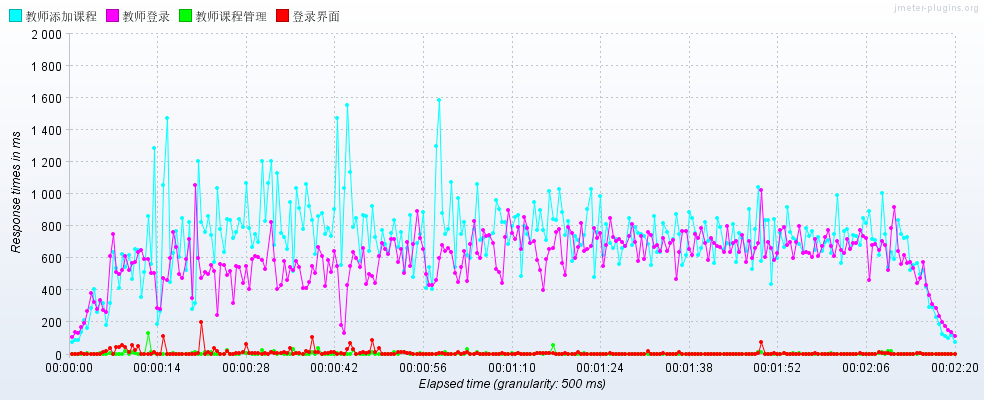 教师添加课程 教师登录 教师课程管理 登录界面
jmeter-plugins.org
2 000
1 800
1 600
1 400
1 200
1 000
800
600
400
200
0
Response times in ms
00:00:00 00:00:14 00:00:28 00:00:42 00:00:56 00:01:10 00:01:24 00:01:38 00:01:52 00:02:06 00:02:20
Elapsed time (granularity: 500 ms)